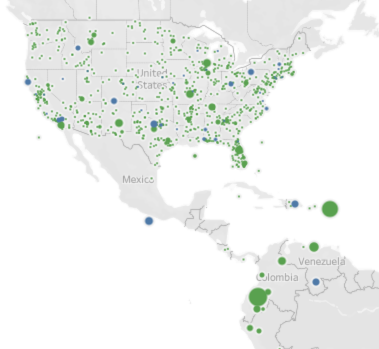 United
States
Mexico
Venezuela
Colombia